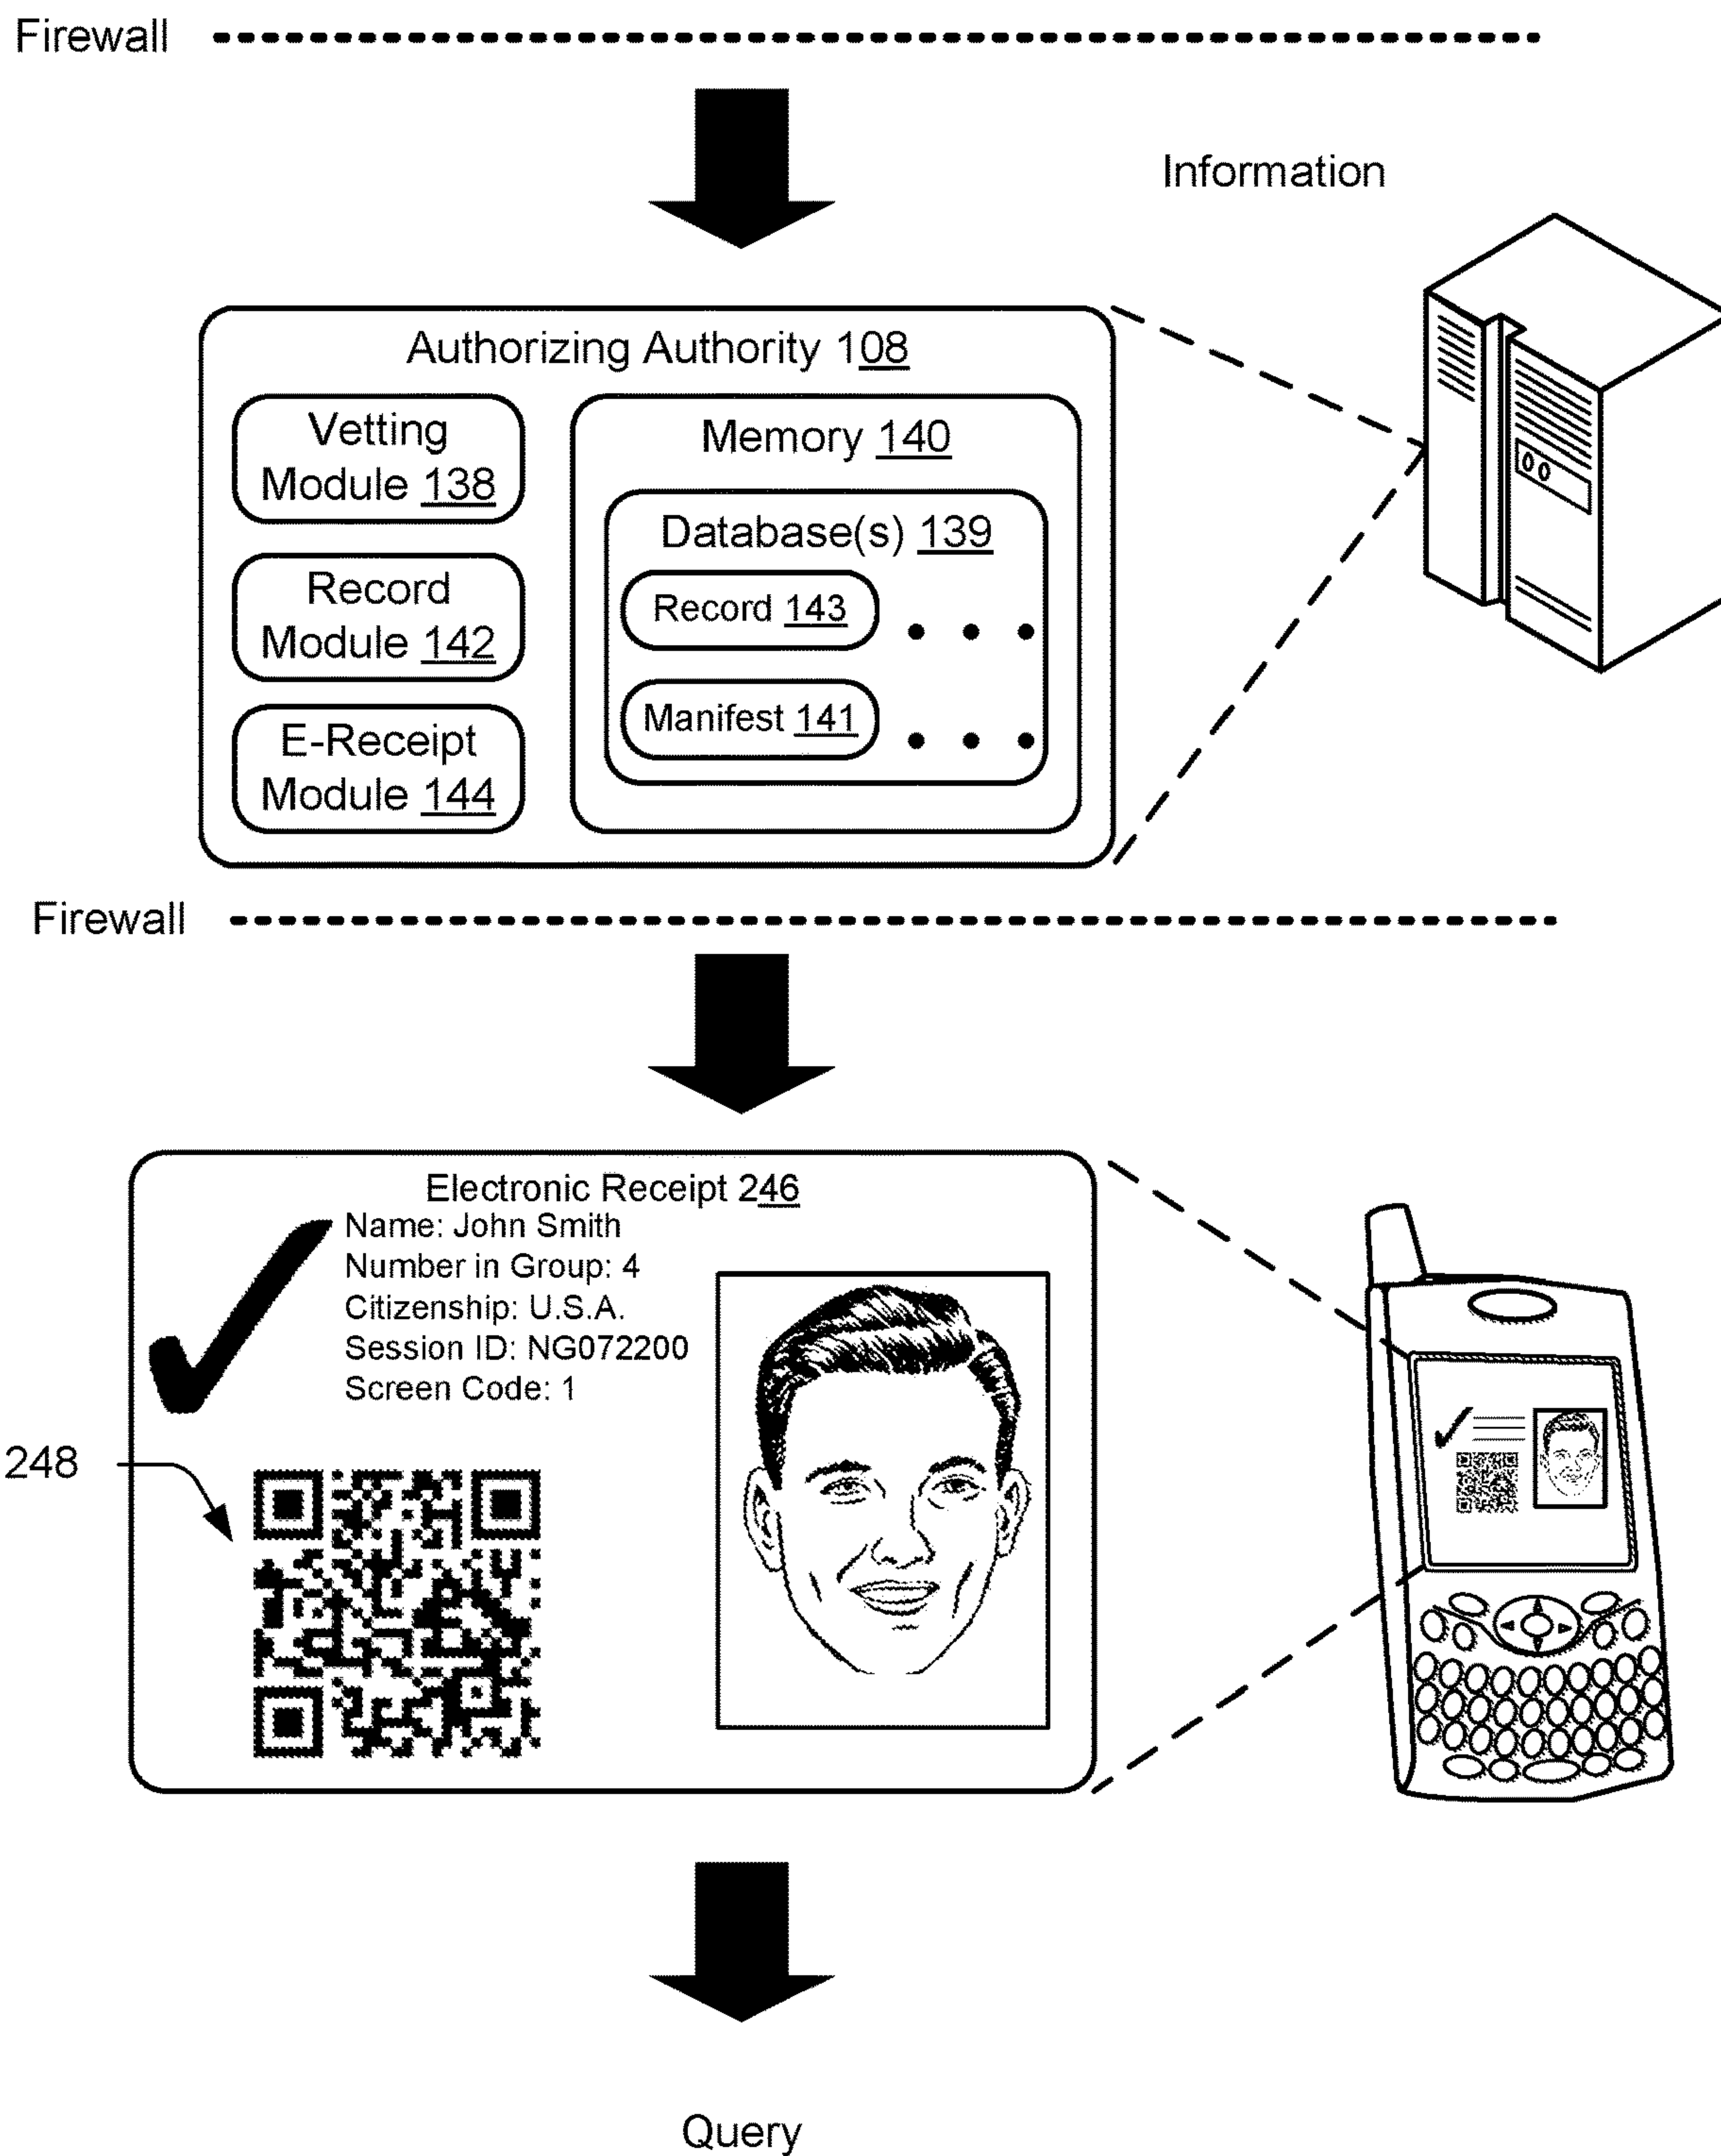 Firewall
Information
Authorizing Authority 108
Vetting
Module 138
Memory 140
Database(s) 139
Record
Module 142
Record 143
Manifest 141
E-Receipt
Module 144
Firewall
Electronic Receipt 246
Name: John Smith
Number in Group: 4
Citizenship: U.S.A.
Session ID: NG072200
Screen Code: 1
248
Query